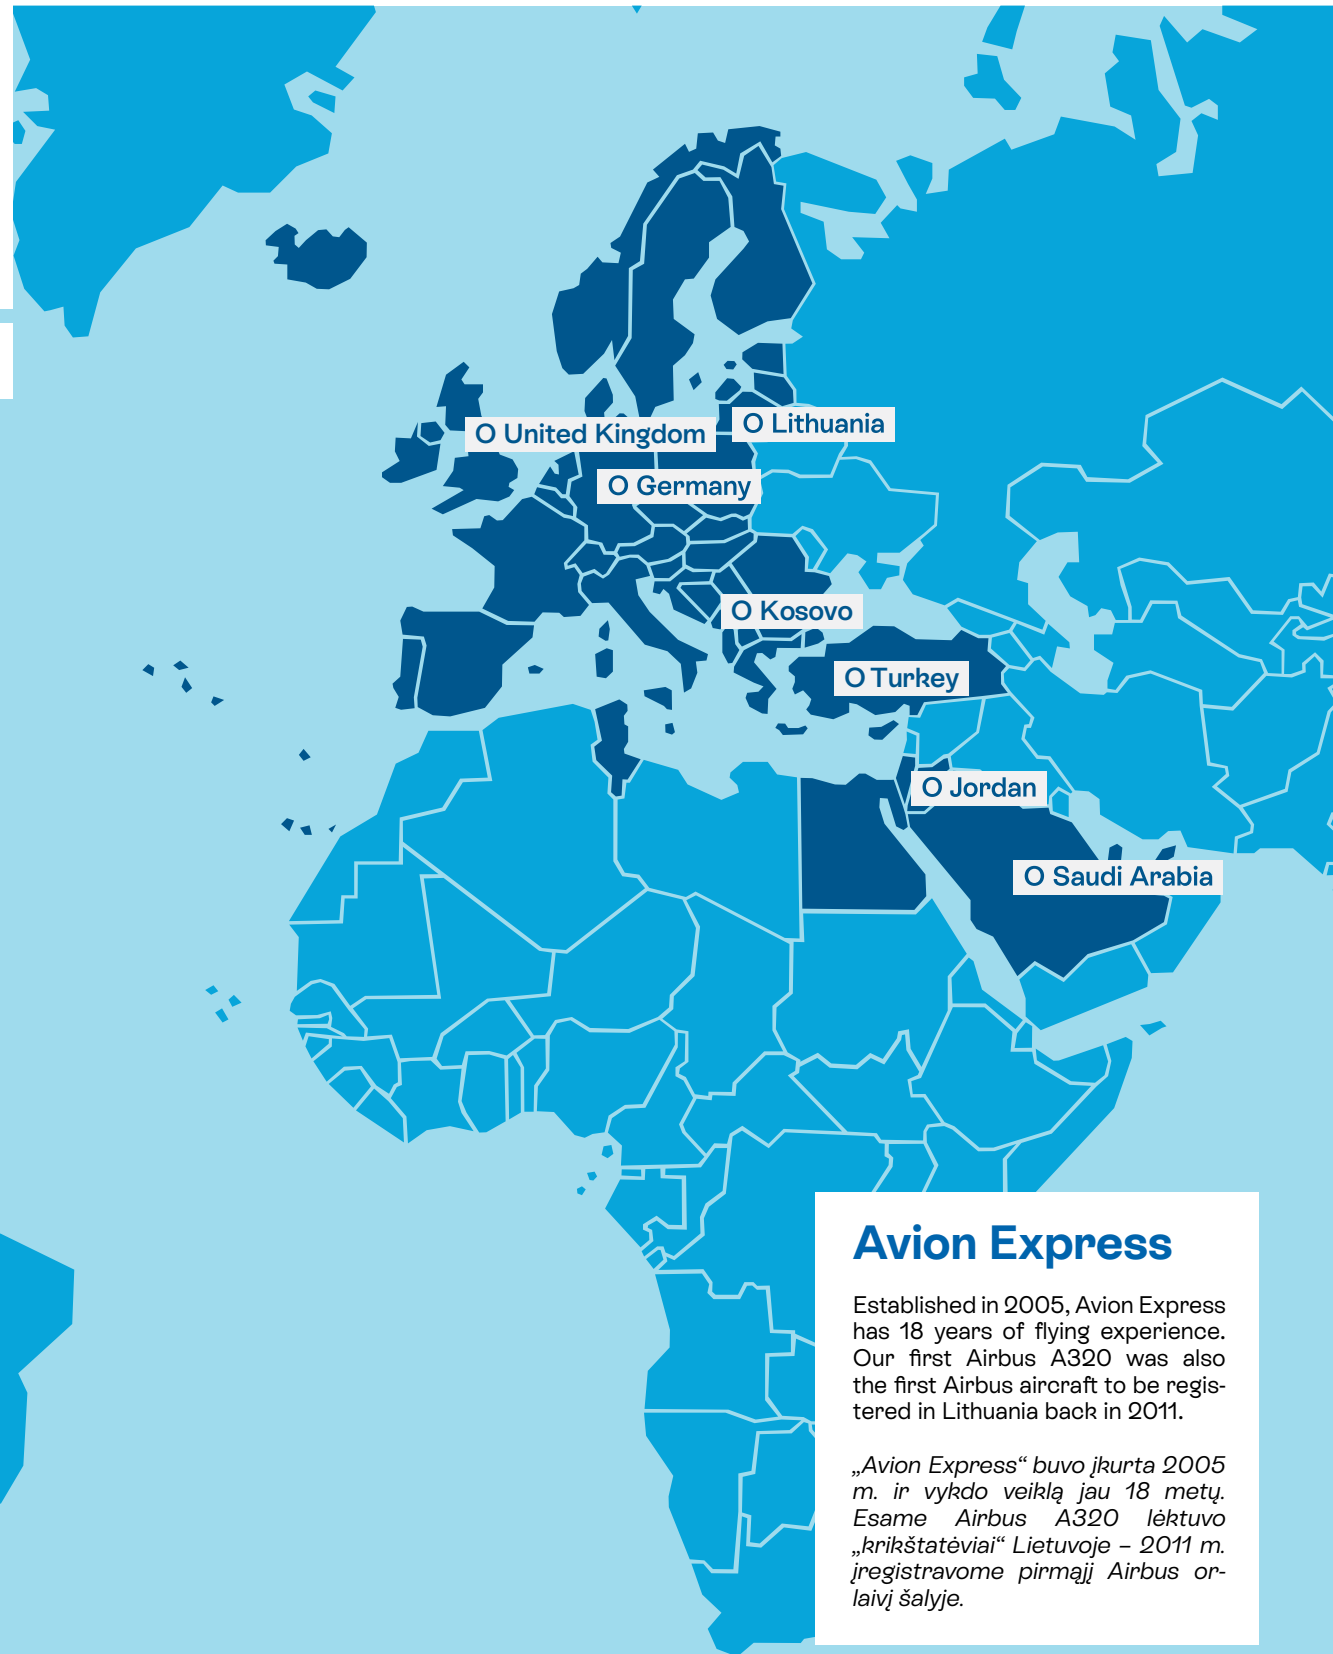 O United Kingdom
O Lithuania
O Germany
O Kosovo
O Turkey
O Jordan
O Saudi Arabia
Avion Express
Established in 2005, Avion Express
has 18 years of flying experience.
Our first Airbus A320 was also
the first Airbus aircraft to be regis-
tered in Lithuania back in 2011.
„Avion Express“ buvo įkurta 2005
m. ir vykdo veiklą jau 18 metų.
Esame Airbus A320 lėktuvo
„krikštatėviai“ Lietuvoje – 2011 m.
įregistravome pirmąjį Airbus or-
laivį šalyje.